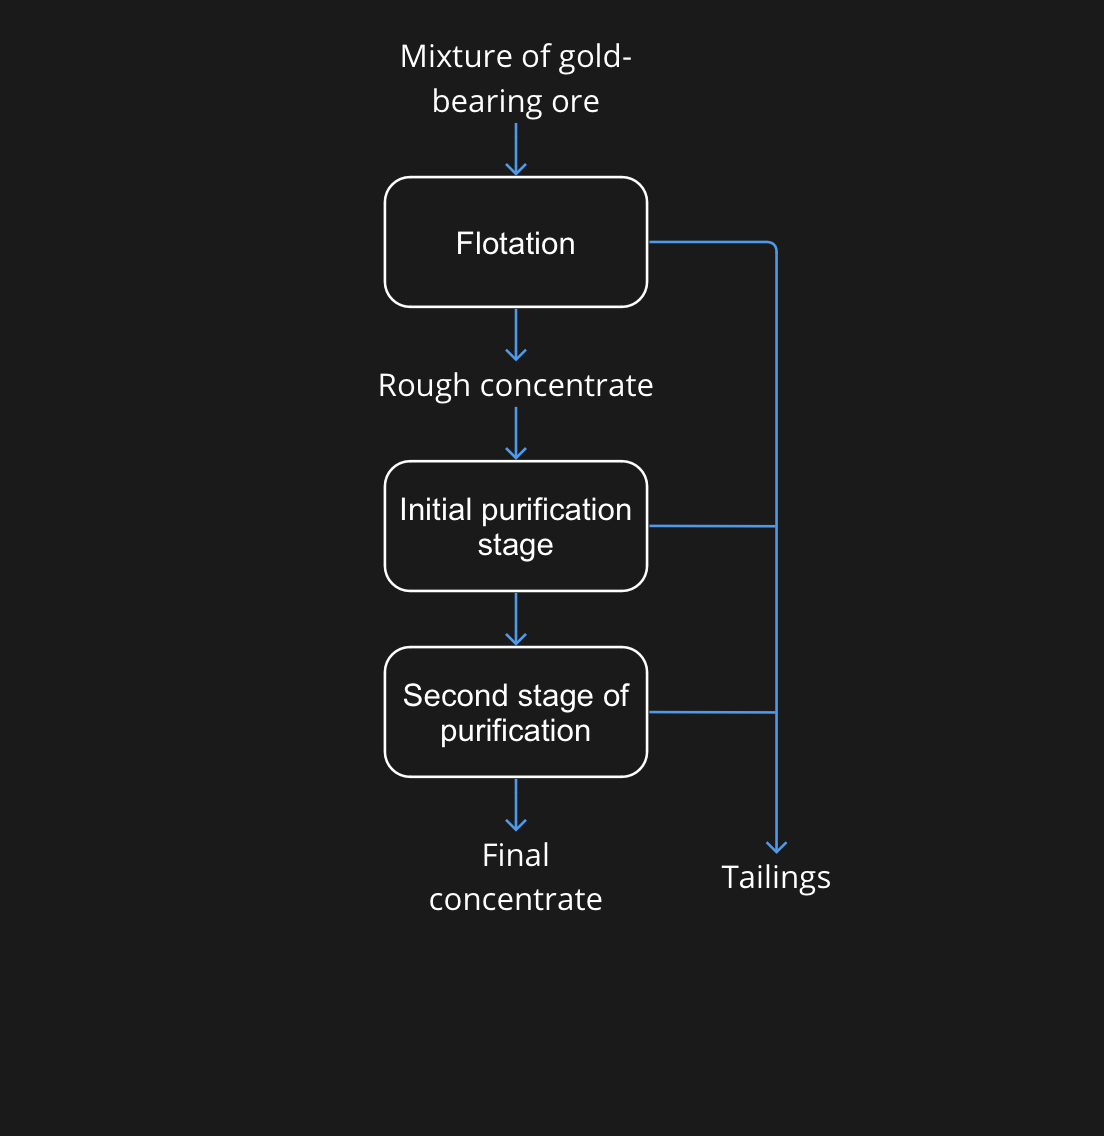 Mixture of gold-
bearing ore
Flotation
Rough concentrate
Initial purification
stage
Second stage of
purification
Final
concentrate
Tailings